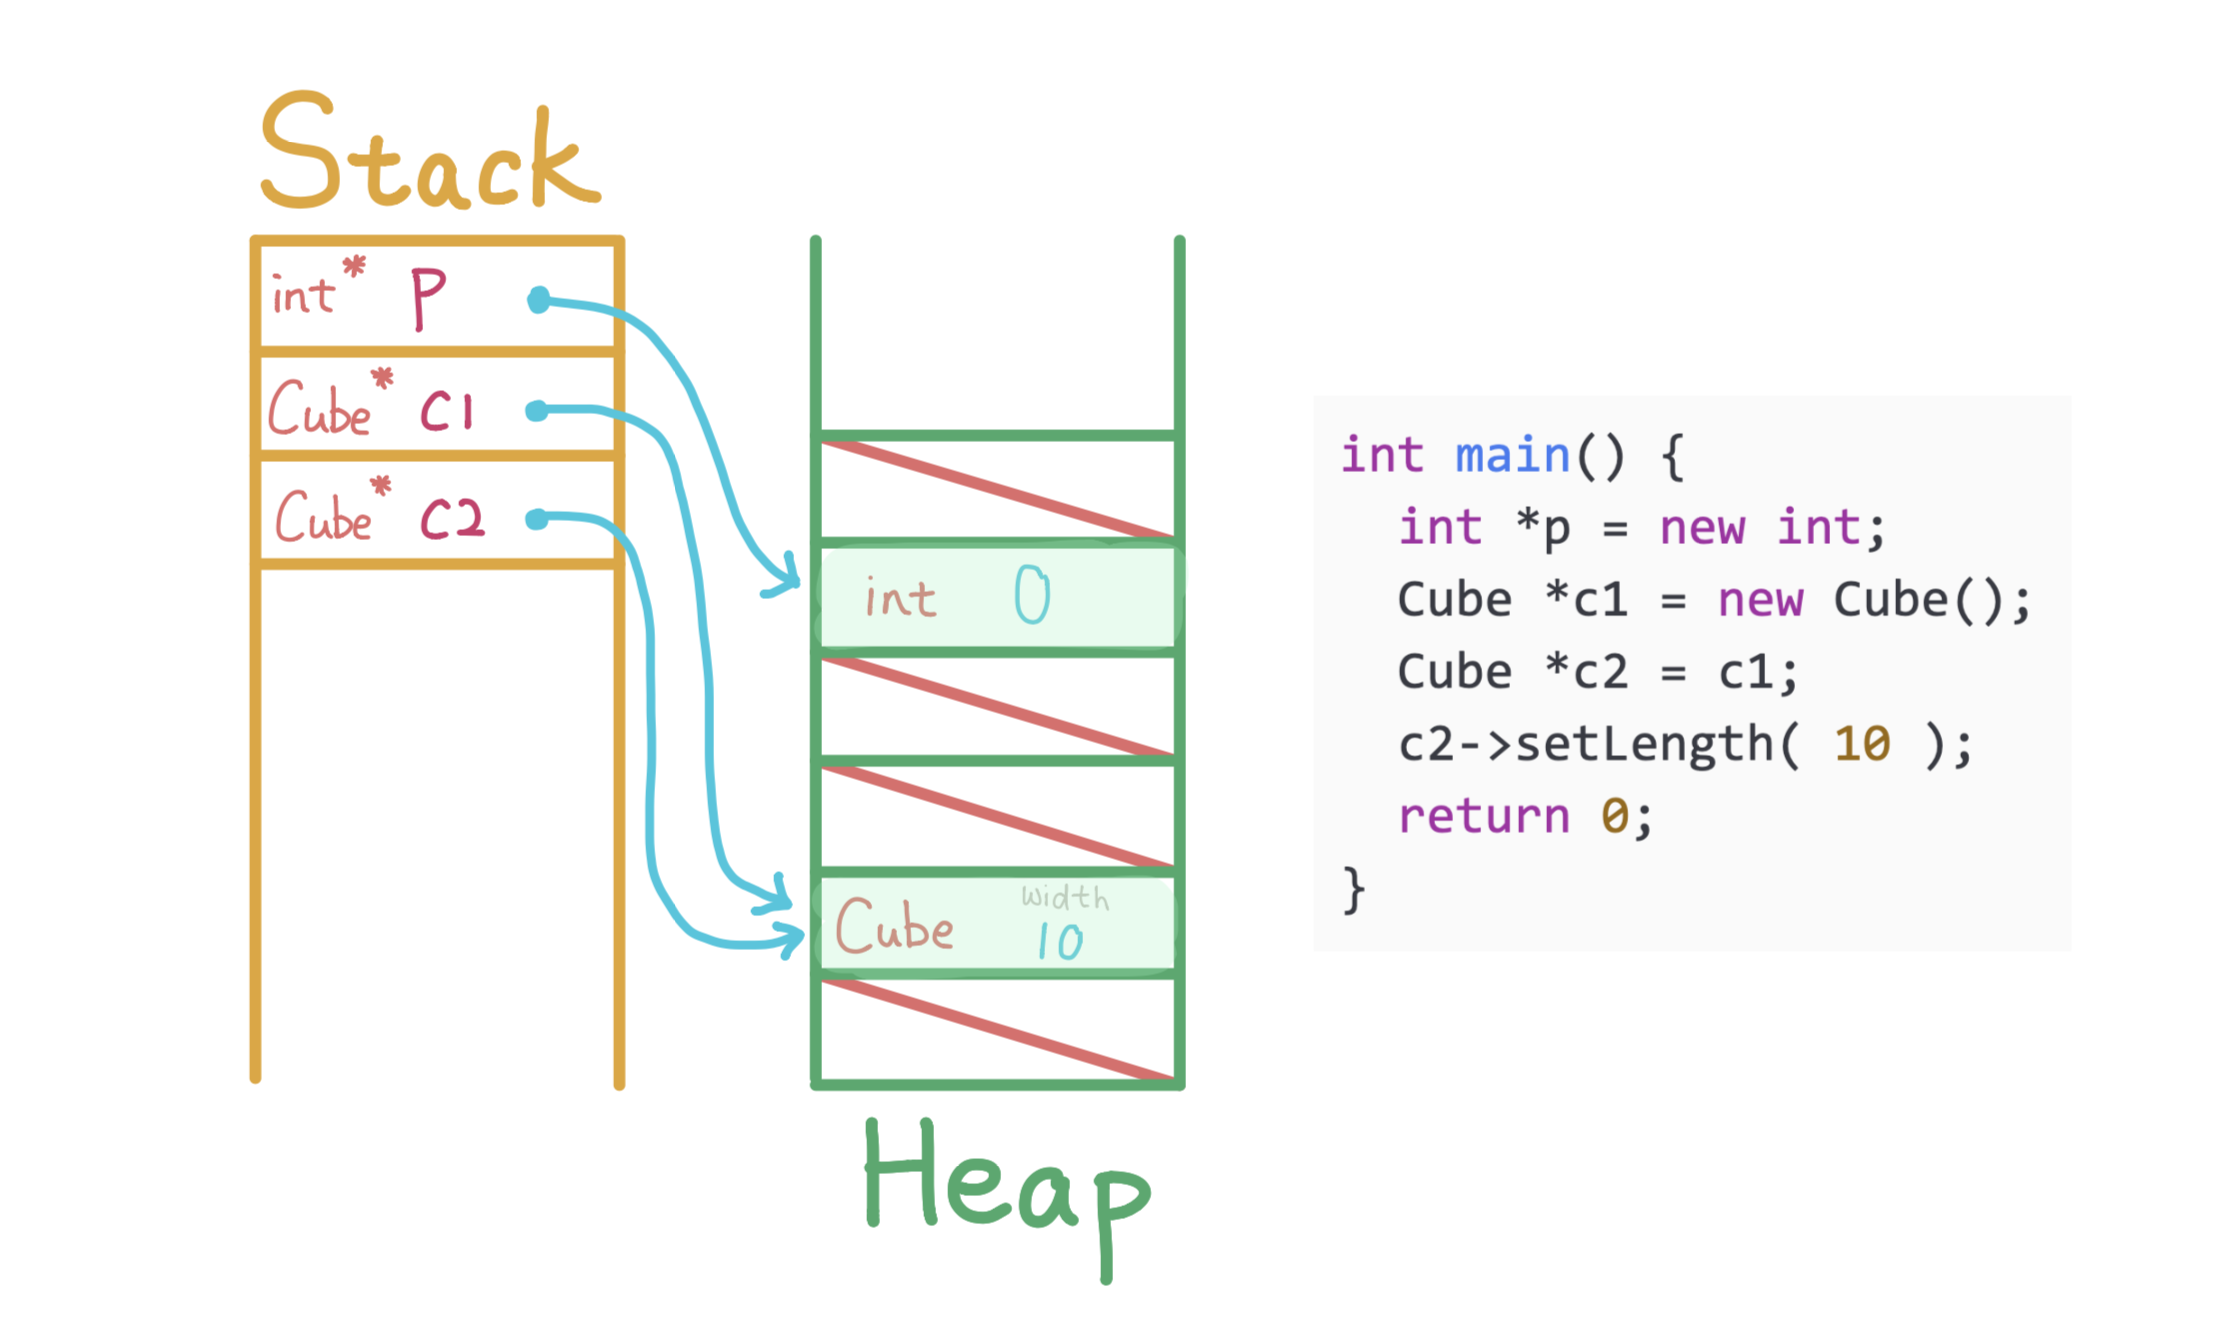 Stack
int* p
Cube* c1
Cube* c2
int 0
width
Cube 10
Heap
int main() {
  int *p = new int;
  Cube *c1 = new Cube();
  Cube *c2 = c1;
  c2->setLength( 10 );
  return 0;
}